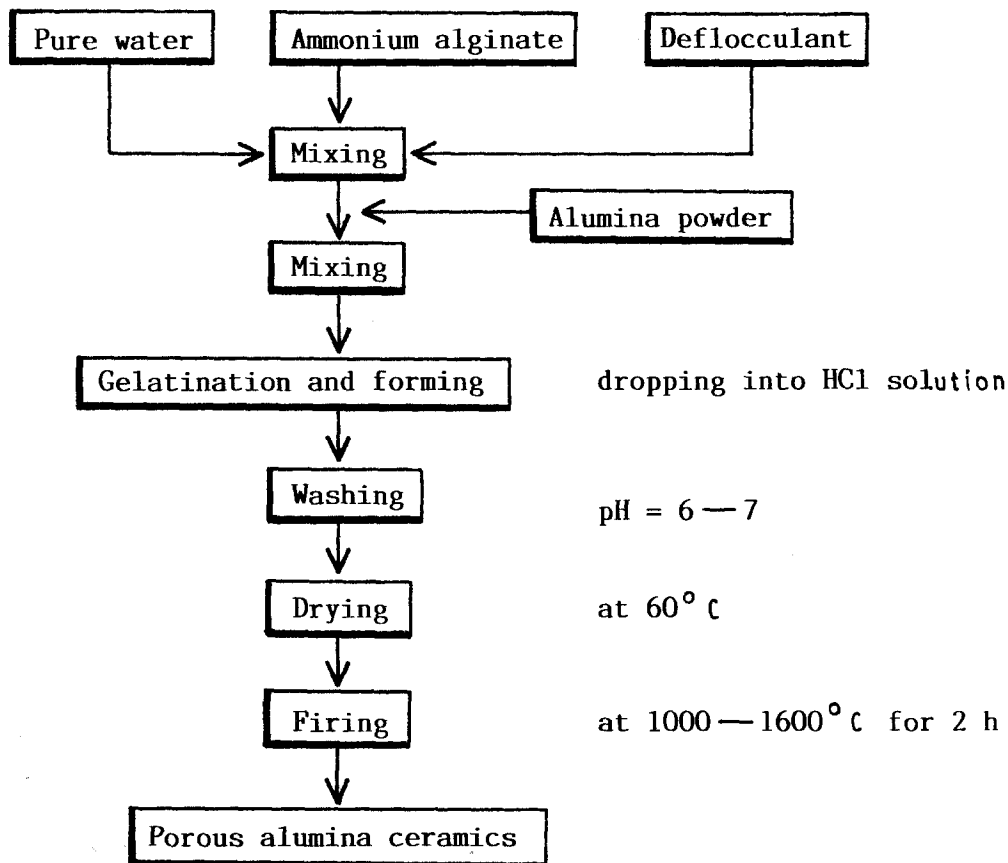 Pure water
Ammonium alginate
Deflocculant
Mixing
Alumina powder
Mixing
Gelatination and forming
dropping into HCl solution
Washing
pH = 6 — 7
Drying
at 60° C
Firing
at 1000 — 1600° C for 2 h
Porous alumina ceramics